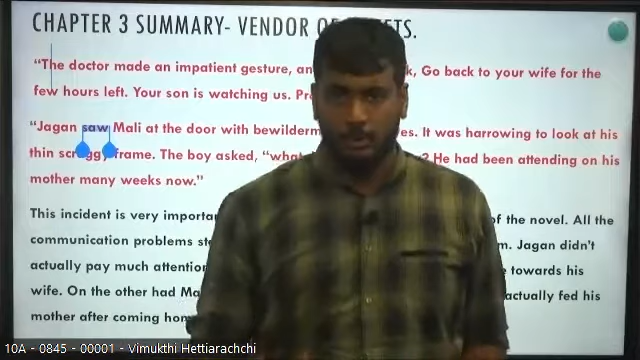 CHAPTER 3 SUMMARY- VENDOR O ETS.
"The doctor made an impatient gesture, an k, Go back to your wife for the
few hours left. Your son is watching us. Pr
"Jagan saw Mali at the door with bewilderm es. It was harrowing to look at his
thin scraggy frame. The boy asked, "what ? He had been attending on his
mother many weeks now."
This incident is very importa of the novel. All the
communication problems st m. Jagan didn't
actually pay much attention towards his
wife. On the other had Ma actually fed his
mother after coming hom
10A - 0845 - 00001 - Vimukthi Hettiarachchi